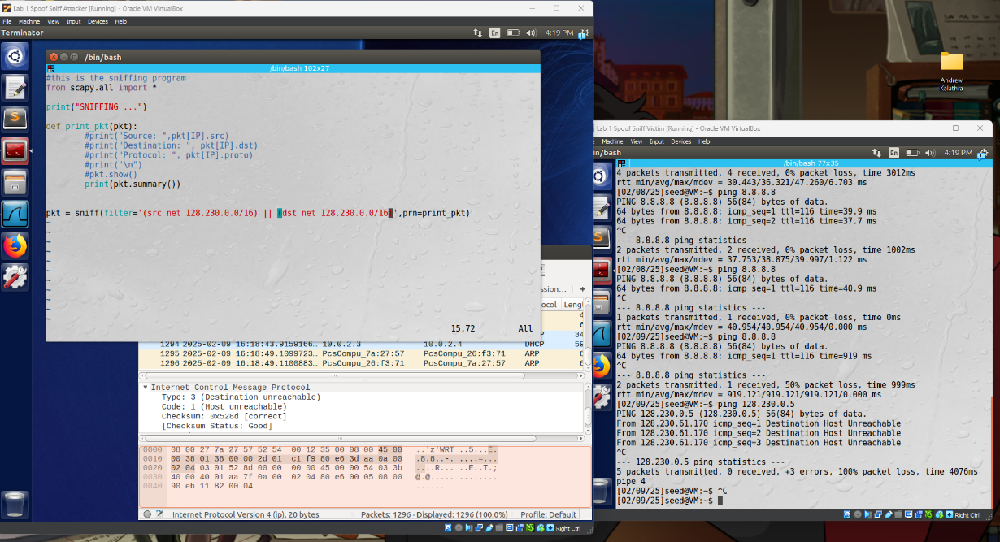 Lab 1 Spoof Sniff Attacker [Running] - Oracle VM VirtualBox
File Machine View Input Devices Help
Terminator
En
4:19 PM
/bin/bash
/bin/bash 102x27
#this is the sniffing program
from scapy.all import *
print("SNIFFING ...")
def print_pkt(pkt):
#print("Source: ",pkt[IP].src)
#print("Destination: ", pkt[IP].dst)
#print("Protocol: ", pkt[IP].proto)
#print("\n")
#pkt.show()
print(pkt.summary())
pkt = sniff(filter='(src net 128.230.0.0/16) || (dst net 128.230.0.0/16)',prn=print_pkt)
~
~
~
~
~
~
~
~
~
~
~
15,72 All
ssion... +
ocol Leng
1294 2025-02-09 16:18:43.9159166... 10.0.2.3 10.0.2.4 DHCP 59
1295 2025-02-09 16:18:49.1099723... PcsCompu_7a:27:57 PcsCompu_26:f3:71 ARP 6
1296 2025-02-09 16:18:49.1100883... PcsCompu_26:f3:71 PcsCompu_7a:27:57 ARP 6
Internet Control Message Protocol
Type: 3 (Destination unreachable)
Code: 1 (Host unreachable)
Checksum: 0x528d [correct]
[Checksum Status: Good]
0000 08 00 27 7a 27 57 52 54 00 12 35 00 08 00 45 00 ..'z'WRT ..5...E.
0010 00 38 01 38 00 00 2d 01 c1 f9 80 e6 3d aa 0a 00 .8.8..-. ....=...
0020 02 04 03 01 52 8d 00 00 00 00 45 00 00 54 03 3b ....R... ..E..T.;
0030 40 00 40 01 aa 7f 0a 00 02 04 80 e6 00 05 08 00 @.@..... ........
0040 90 eb 11 82 00 04 ......
Internet Protocol Version 4 (ip), 20 bytes Packets: 1296 · Displayed: 1296 (100.0%) Profile: Default
Right Ctrl
Andrew
Kalathra
Lab 1 Spoof Sniff Victim [Running] - Oracle VM VirtualBox
Machine View Input Devices Help
in/bash
En
4:19 PM
/bin/bash 77x35
4 packets transmitted, 4 received, 0% packet loss, time 3012ms
rtt min/avg/max/mdev = 30.443/36.321/47.260/6.703 ms
[02/08/25]seed@VM:~$ ping 8.8.8.8
PING 8.8.8.8 (8.8.8.8) 56(84) bytes of data.
64 bytes from 8.8.8.8: icmp_seq=1 ttl=116 time=39.9 ms
64 bytes from 8.8.8.8: icmp_seq=2 ttl=116 time=37.7 ms
^C
--- 8.8.8.8 ping statistics ---
2 packets transmitted, 2 received, 0% packet loss, time 1002ms
rtt min/avg/max/mdev = 37.753/38.875/39.997/1.122 ms
[02/08/25]seed@VM:~$ ping 8.8.8.8
PING 8.8.8.8 (8.8.8.8) 56(84) bytes of data.
64 bytes from 8.8.8.8: icmp_seq=1 ttl=116 time=40.9 ms
^C
--- 8.8.8.8 ping statistics ---
1 packets transmitted, 1 received, 0% packet loss, time 0ms
rtt min/avg/max/mdev = 40.954/40.954/40.954/0.000 ms
[02/09/25]seed@VM:~$ ping 8.8.8.8
PING 8.8.8.8 (8.8.8.8) 56(84) bytes of data.
64 bytes from 8.8.8.8: icmp_seq=1 ttl=116 time=919 ms
^C
--- 8.8.8.8 ping statistics ---
2 packets transmitted, 1 received, 50% packet loss, time 999ms
rtt min/avg/max/mdev = 919.121/919.121/919.121/0.000 ms
[02/09/25]seed@VM:~$ ping 128.230.0.5
PING 128.230.0.5 (128.230.0.5) 56(84) bytes of data.
From 128.230.61.170 icmp_seq=1 Destination Host Unreachable
From 128.230.61.170 icmp_seq=2 Destination Host Unreachable
From 128.230.61.170 icmp_seq=3 Destination Host Unreachable
^C
--- 128.230.0.5 ping statistics ---
5 packets transmitted, 0 received, +3 errors, 100% packet loss, time 4076ms
pipe 4
[02/09/25]seed@VM:~$ ^C
[02/09/25]seed@VM:~$
Right Ctrl